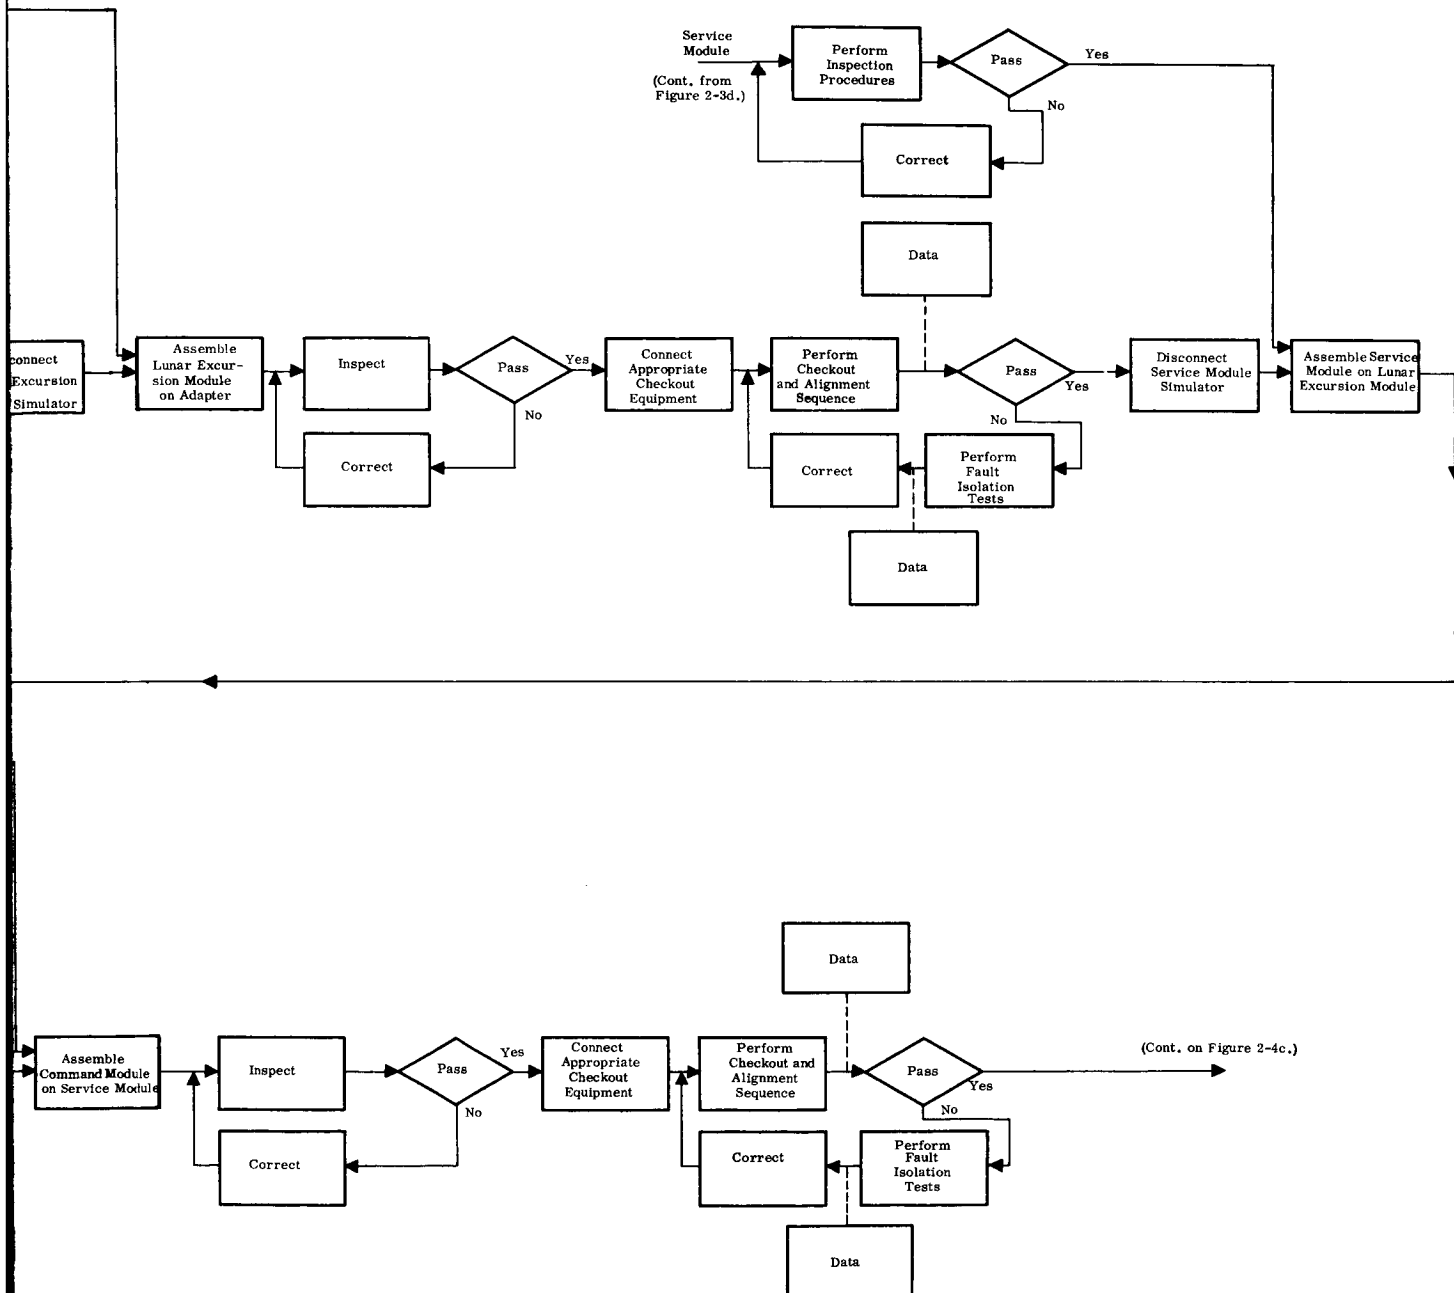 Service
Module
(Cont. from
Figure 2-3d.)
Perform
Inspection
Procedures
Pass
Yes
No
Correct
Data
connect
Excursion
Simulator
Assemble
Lunar Excur-
sion Module
on Adapter
Inspect
Pass
Yes
No
Correct
Connect
Appropriate
Checkout
Equipment
Perform
Checkout
and Alignment
Sequence
Pass
Yes
No
Correct
Perform
Fault
Isolation
Tests
Data
Disconnect
Service Module
Simulator
Assemble Service
Module on Lunar
Excursion Module
Data
Assemble
Command Module
on Service Module
Inspect
Pass
Yes
No
Correct
Connect
Appropriate
Checkout
Equipment
Perform
Checkout and
Alignment
Sequence
Pass
Yes
No
(Cont. on Figure 2-4c.)
Correct
Perform
Fault
Isolation
Tests
Data